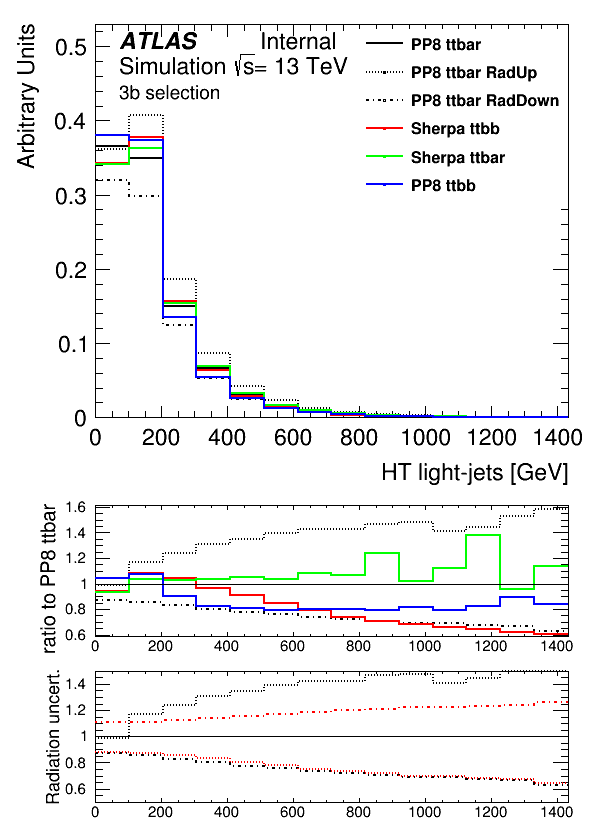 ATLAS Internal
Simulation √s= 13 TeV
3b selection
PP8 ttbar
PP8 ttbar RadUp
PP8 ttbar RadDown
Sherpa ttbb
Sherpa ttbar
PP8 ttbb
Arbitrary Units
0.5
0.4
0.3
0.2
0.1
0
0 200 400 600 800 1000 1200 1400
HT light-jets [GeV]
ratio to PP8 ttbar
1.6
1.4
1.2
1
0.8
0.6
0 200 400 600 800 1000 1200 1400
Radiation uncert.
1.4
1.2
1
0.8
0.6
0 200 400 600 800 1000 1200 1400